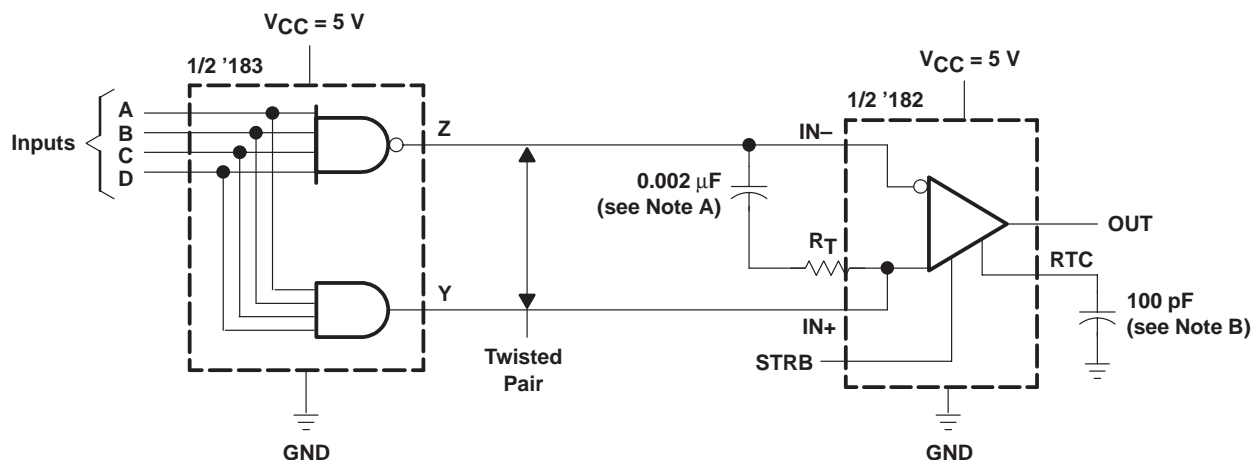 VCC = 5 V
1/2 '183
Inputs
A
B
C
D
Z
Y
Twisted
Pair
GND
0.002 µF
(see Note A)
RT
VCC = 5 V
1/2 '182
IN–
IN+
STRB
OUT
RTC
100 pF
(see Note B)
GND